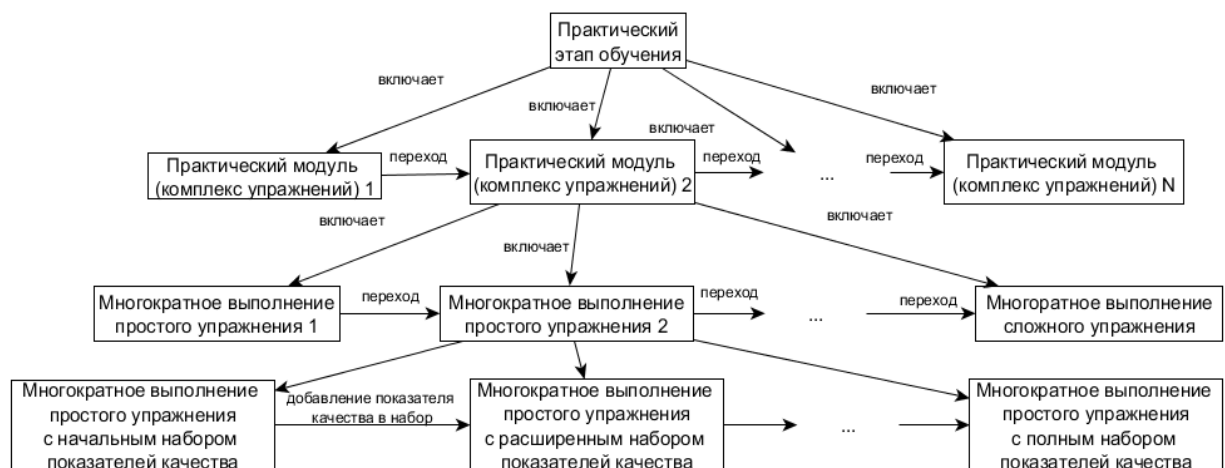 Практический
этап обучения
включает
включает
включает
включает
Практический модуль
(комплекс упражнений) 1
переход
Практический модуль
(комплекс упражнений) 2
переход
...
переход
Практический модуль
(комплекс упражнений) N
включает
включает
включает
Многократное выполнение
простого упражнения 1
переход
Многократное выполнение
простого упражнения 2
переход
...
переход
Многоратное выполнение
сложного упражнения
Многократное выполнение
простого упражнения
с начальным набором
показателей качества
добавление показателя
качества в набор
Многократное выполнение
простого упражнения
с расширенным набором
показателей качества
...
Многократное выполнение
простого упражнения
с полным набором
показателей качества